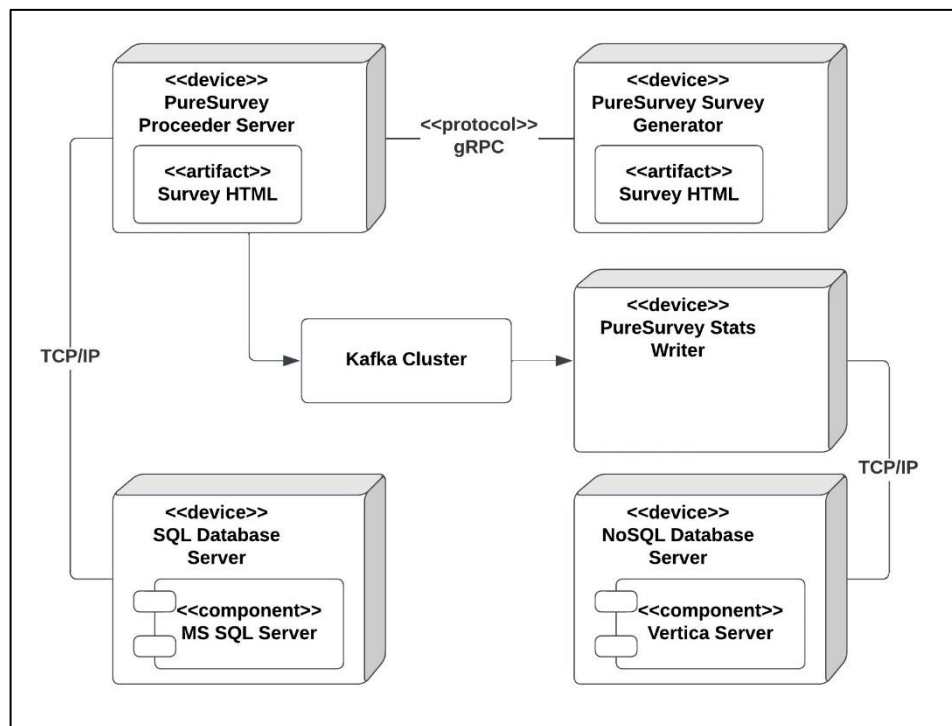 <<device>>
PureSurvey
Proceeder Server
<<artifact>>
Survey HTML
<<protocol>>
gRPC
<<device>>
PureSurvey Survey
Generator
<<artifact>>
Survey HTML
TCP/IP
Kafka Cluster
<<device>>
PureSurvey Stats
Writer
TCP/IP
<<device>>
SQL Database
Server
<<component>>
MS SQL Server
<<device>>
NoSQL Database
Server
<<component>>
Vertica Server